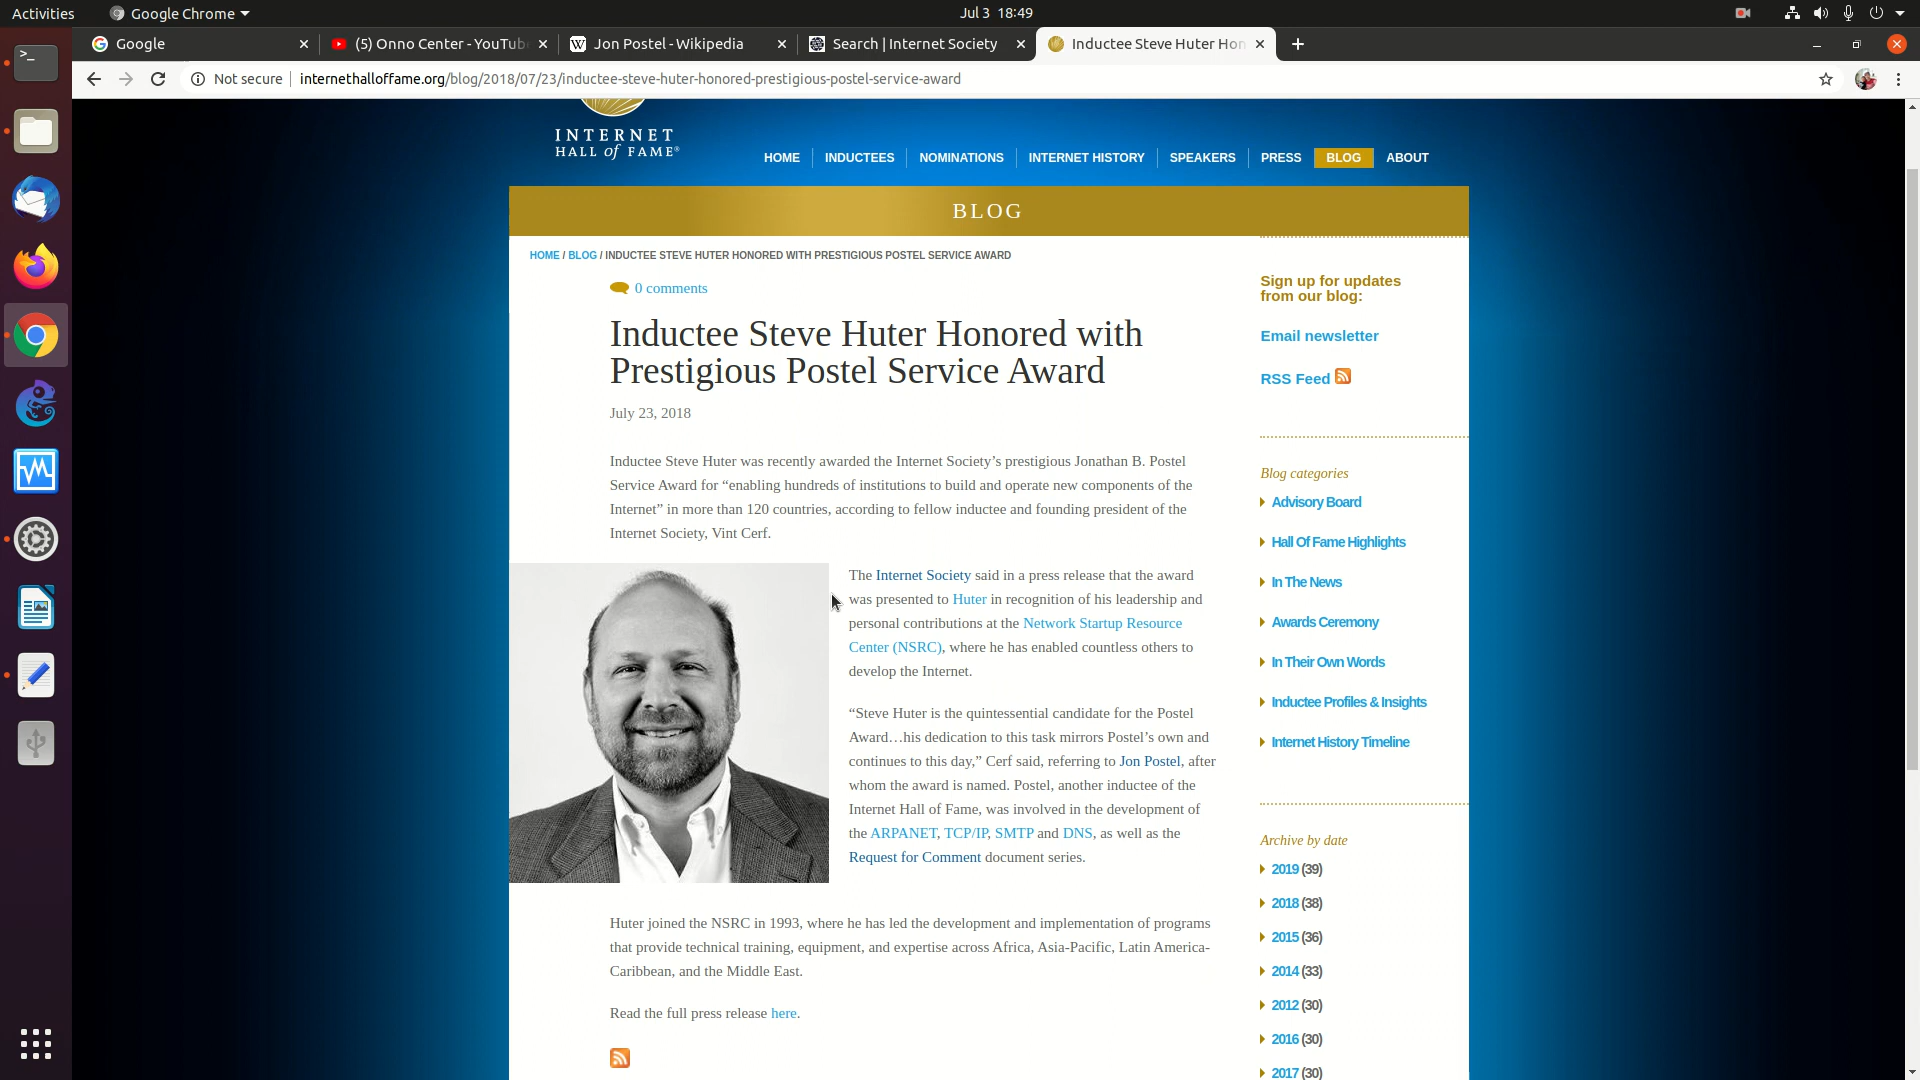 Activities
Google Chrome
Jul 3 18:49
Google
(5) Onno Center - YouTub
Jon Postel - Wikipedia
Search | Internet Society
Inductee Steve Huter Hon
Not secure
internethalloffame.org/blog/2018/07/23/inductee-steve-huter-honored-prestigious-postel-service-award
INTERNET
HALL of FAME®
HOME
INDUCTEES
NOMINATIONS
INTERNET HISTORY
SPEAKERS
PRESS
BLOG
ABOUT
BLOG
HOME / BLOG / INDUCTEE STEVE HUTER HONORED WITH PRESTIGIOUS POSTEL SERVICE AWARD
0 comments
Inductee Steve Huter Honored with
Prestigious Postel Service Award
July 23, 2018
Inductee Steve Huter was recently awarded the Internet Society’s prestigious Jonathan B. Postel
Service Award for “enabling hundreds of institutions to build and operate new components of the
Internet” in more than 120 countries, according to fellow inductee and founding president of the
Internet Society, Vint Cerf.
The Internet Society said in a press release that the award
was presented to Huter in recognition of his leadership and
personal contributions at the Network Startup Resource
Center (NSRC), where he has enabled countless others to
develop the Internet.
“Steve Huter is the quintessential candidate for the Postel
Award…his dedication to this task mirrors Postel’s own and
continues to this day,” Cerf said, referring to Jon Postel, after
whom the award is named. Postel, another inductee of the
Internet Hall of Fame, was involved in the development of
the ARPANET, TCP/IP, SMTP and DNS, as well as the
Request for Comment document series.
Huter joined the NSRC in 1993, where he has led the development and implementation of programs
that provide technical training, equipment, and expertise across Africa, Asia-Pacific, Latin America-
Caribbean, and the Middle East.
Read the full press release here.
Sign up for updates
from our blog:
Email newsletter
RSS Feed
Blog categories
Advisory Board
Hall Of Fame Highlights
In The News
Awards Ceremony
In Their Own Words
Inductee Profiles & Insights
Internet History Timeline
Archive by date
2019 (39)
2018 (38)
2015 (36)
2014 (33)
2012 (30)
2016 (30)
2017 (30)